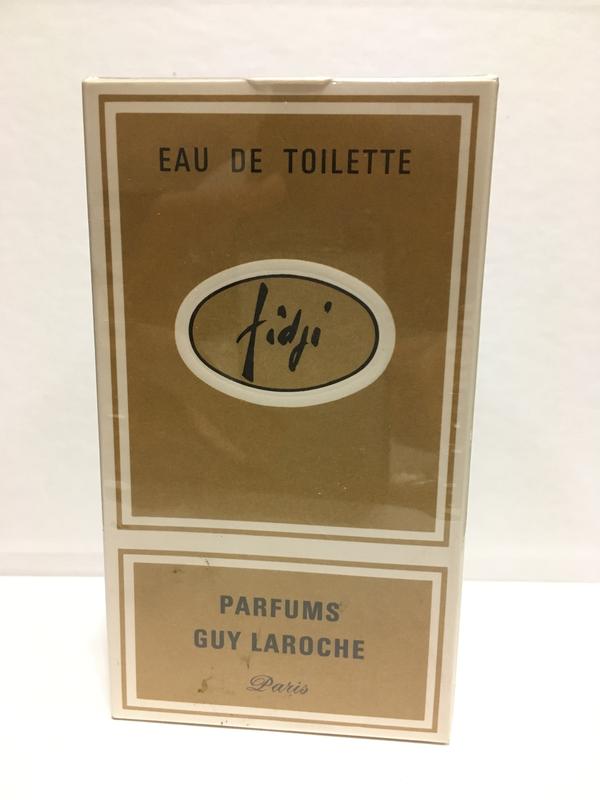 EAU DE TOILETTE
fidji
PARFUMS
GUY LAROCHE
Paris